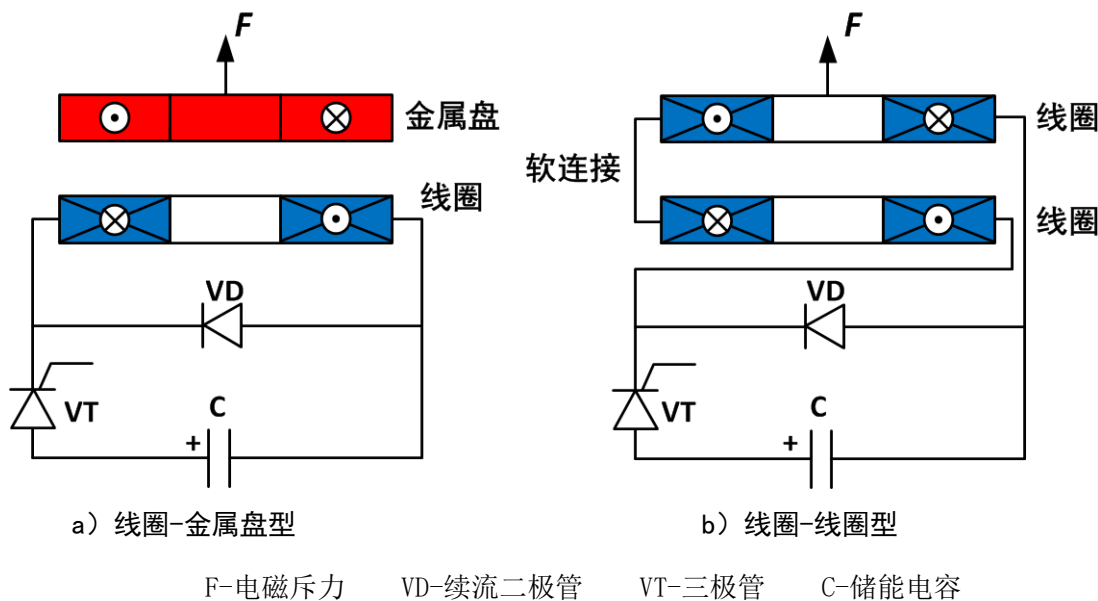 F
金属盘
线圈
VD
VT
C
+
a）线圈-金属盘型
F
线圈
软连接
线圈
VD
VT
C
+
b）线圈-线圈型
F-电磁斥力 VD-续流二极管 VT-三极管 C-储能电容